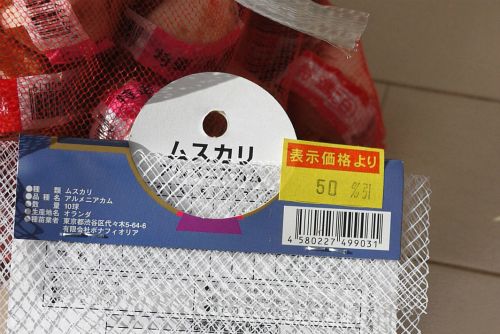 ムスカリ
表示価格より
50 %引
●種 類 ムスカリ
●品 種 名 アルメニアカム
●数 量 10球
●生産地名 オランダ
●種苗業者 東京都渋谷区代々木5-64-6
有限会社ボナフィオリア
4 580227 499031